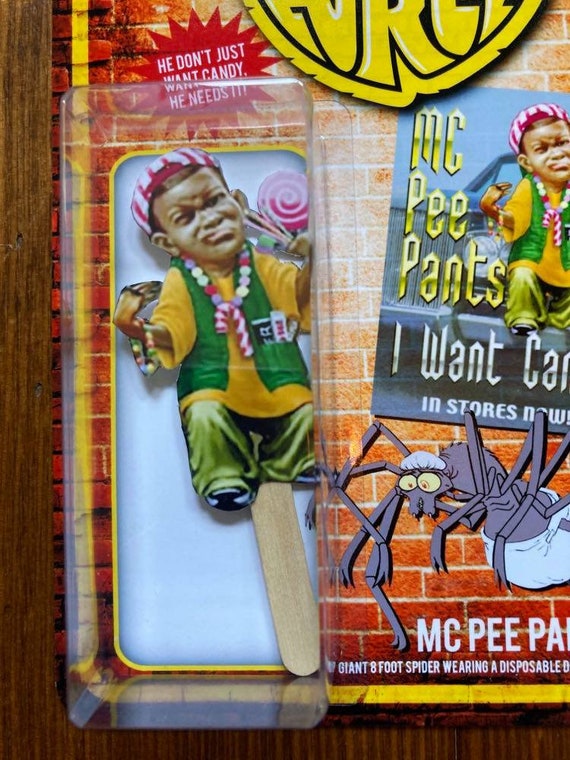 FORCE
HE DON'T JUST
WANT CANDY,
HE NEEDS IT!
MC
Pee
Pants
I Want Can
IN STORES NOW!
MC PEE PA
GIANT 8 FOOT SPIDER WEARING A DISPOSABLE D